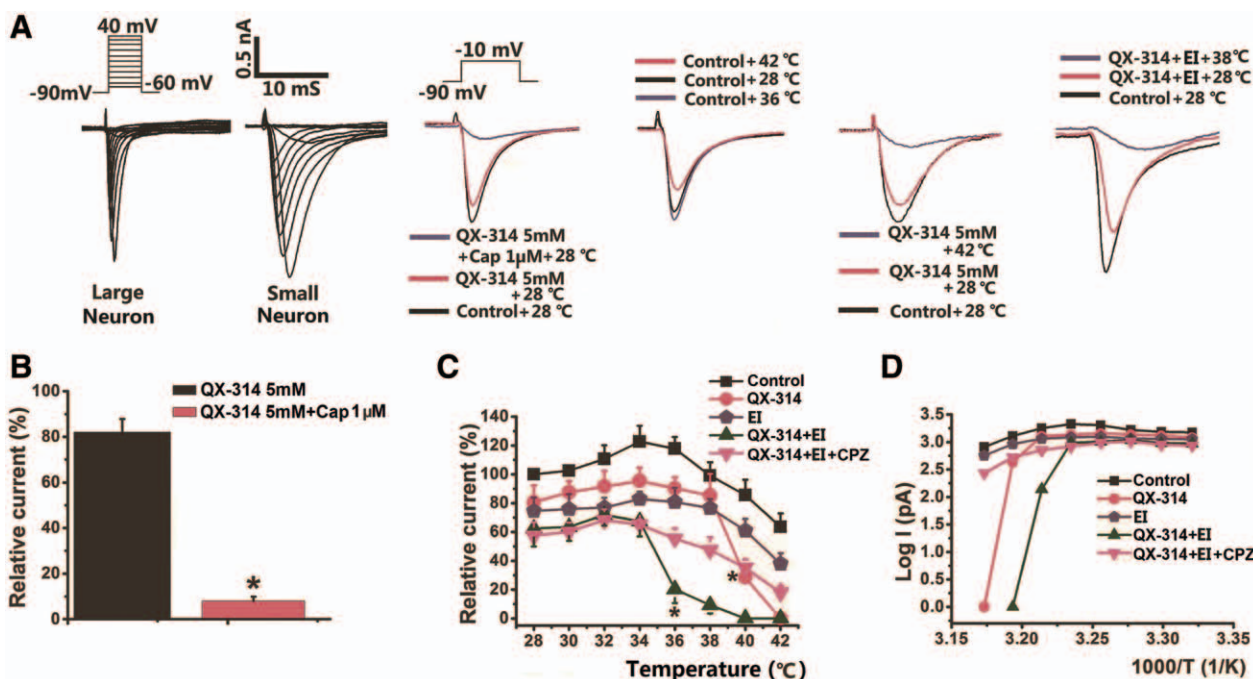 A
40 mV
-60 mV
-90mV
0.5 nA
10 mS
-10 mV
-90 mV
Control+42 ℃
Control+28 ℃
Control+36 ℃
QX-314+EI+38℃
QX-314+EI+28℃
Control+28 ℃
Large
Neuron
Small
Neuron
QX-314 5mM
+Cap 1μM+28 ℃
QX-314 5mM
+28 ℃
Control+28 ℃
QX-314 5mM
+42℃
QX-314 5mM
+28 ℃
Control+28 ℃
B
QX-314 5mM
QX-314 5mM+Cap 1μM
Relative current (%)
100
80
60
40
20
0
*
C
Control
QX-314
EI
QX-314+EI
QX-314+EI+CPZ
Relative current (%)
140
120
100
80
60
40
20
0
*
*
28 30 32 34 36 38 40 42
Temperature (℃)
D
Log I (pA)
3.5
3.0
2.5
2.0
1.5
1.0
0.5
0.0
Control
QX-314
EI
QX-314+EI
QX-314+EI+CPZ
3.15 3.20 3.25 3.30 3.35
1000/T (1/K)